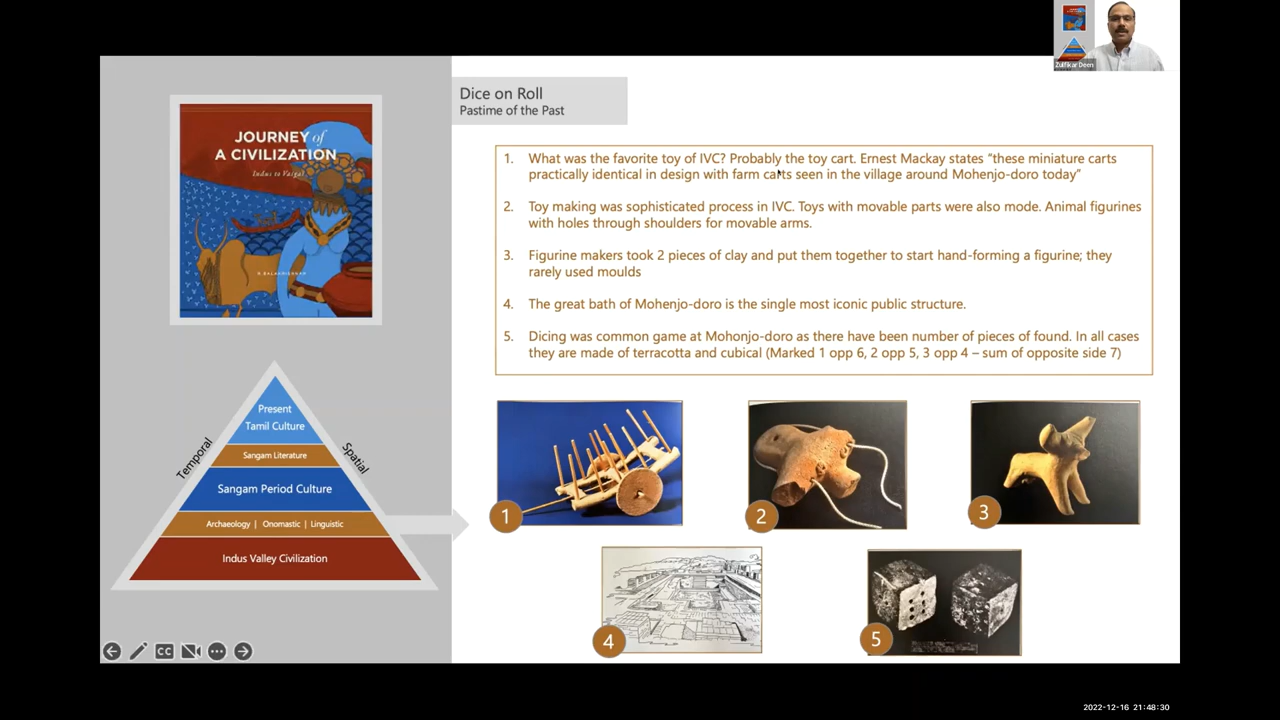 Zulfikar Deen
Dice on Roll
Pastime of the Past
JOURNEY of
A CIVILIZATION
Indus to Vaigai
R. BALAKRISHNAN
1. What was the favorite toy of IVC? Probably the toy cart. Ernest Mackay states “these miniature carts
practically identical in design with farm carts seen in the village around Mohenjo-doro today”
2. Toy making was sophisticated process in IVC. Toys with movable parts were also mode. Animal figurines
with holes through shoulders for movable arms.
3. Figurine makers took 2 pieces of clay and put them together to start hand-forming a figurine; they
rarely used moulds
4. The great bath of Mohenjo-doro is the single most iconic public structure.
5. Dicing was common game at Mohonjo-doro as there have been number of pieces of found. In all cases
they are made of terracotta and cubical (Marked 1 opp 6, 2 opp 5, 3 opp 4 – sum of opposite side 7)
Temporal
Spatial
Present
Tamil Culture
Sangam Literature
Sangam Period Culture
Archaeology | Onomastic | Linguistic
Indus Valley Civilization
1
2
3
4
5
CC
2022-12-16 21:48:30